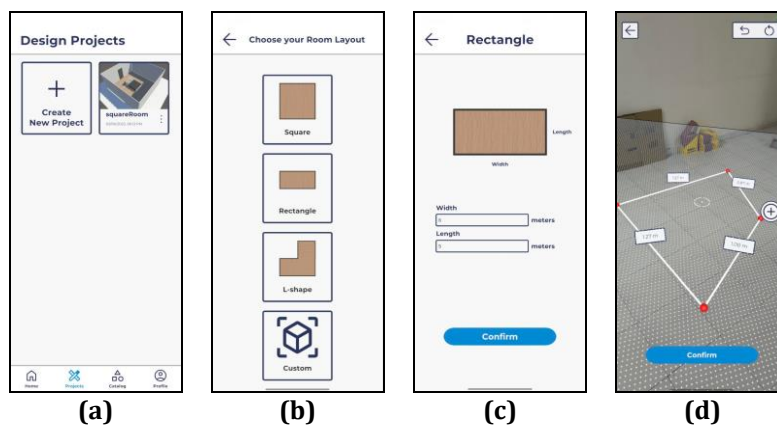 Design Projects
Create
New Project
squareRoom
Home
Projects
Catalog
Profile
(a)
Choose your Room Layout
Square
Rectangle
L-shape
Custom
(b)
Rectangle
Length
Width
Width
meters
Length
meters
Confirm
(c)
Confirm
(d)